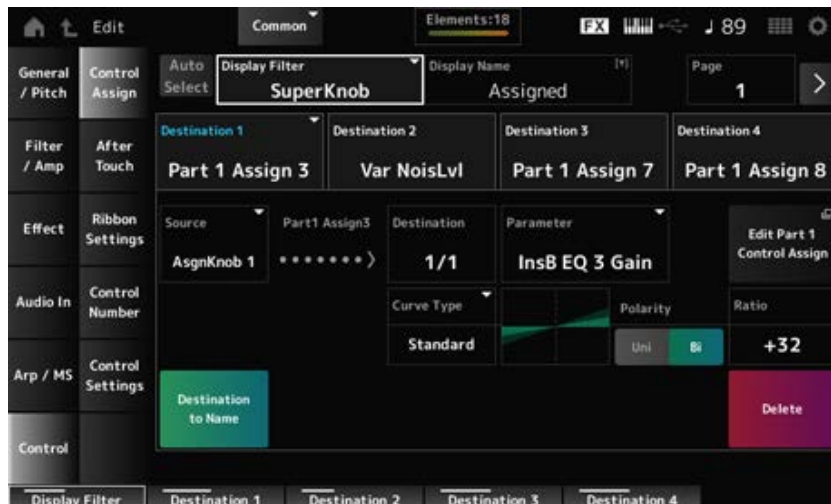 Edit
Common
Elements:18
FX
89
General / Pitch
Control Assign
Auto Select
Display Filter
SuperKnob
Display Name
[▼]
Assigned
Page
1
Filter / Amp
After Touch
Destination 1
Part 1 Assign 3
Destination 2
Var NoisLvl
Destination 3
Part 1 Assign 7
Destination 4
Part 1 Assign 8
Effect
Ribbon Settings
Source
AsgnKnob 1
Part1 Assign3
Destination
1/1
Parameter
InsB EQ 3 Gain
Edit Part 1
Control Assign
Audio In
Control Number
Curve Type
Standard
Polarity
Uni
Bi
Ratio
+32
Arp / MS
Control Settings
Destination
to Name
Delete
Control
Display Filter
Destination 1
Destination 2
Destination 3
Destination 4